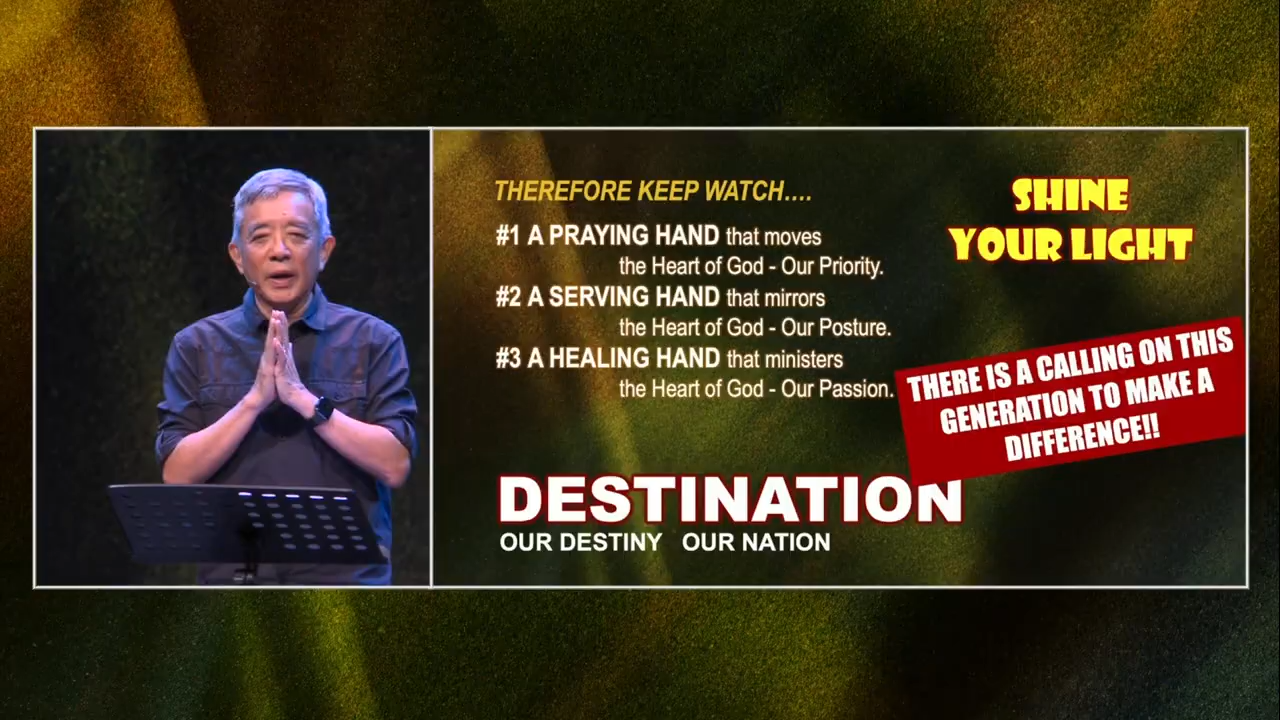 THEREFORE KEEP WATCH....
#1 A PRAYING HAND that moves
the Heart of God - Our Priority.
#2 A SERVING HAND that mirrors
the Heart of God - Our Posture.
#3 A HEALING HAND that ministers
the Heart of God - Our Passion.
SHINE
YOUR LIGHT
THERE IS A CALLING ON THIS
GENERATION TO MAKE A
DIFFERENCE!!
DESTINATION
OUR DESTINY OUR NATION